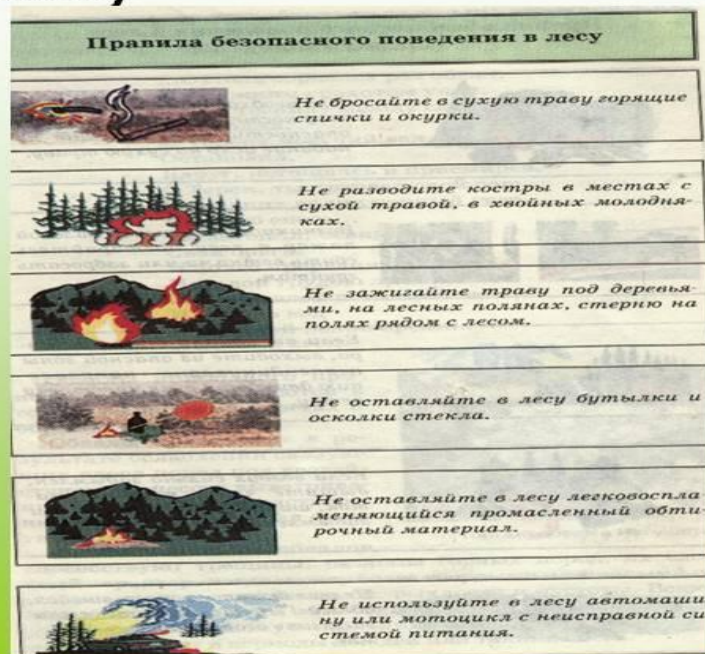 Правила безопасного поведения в лесу
Не бросайте в сухую траву горящие
спички и окурки.
Не разводите костры в местах с
сухой травой, в хвойных молодня-
ках.
Не зажигайте траву под деревья-
ми, на лесных полянах, стерню на
полях рядом с лесом.
Не оставляйте в лесу бутылки и
осколки стекла.
Не оставляйте в лесу легковоспла-
меняющийся промасленный обти-
рочный материал.
Не используйте в лесу автомаши
ну или мотоцикл с неисправной си
стемой питания.